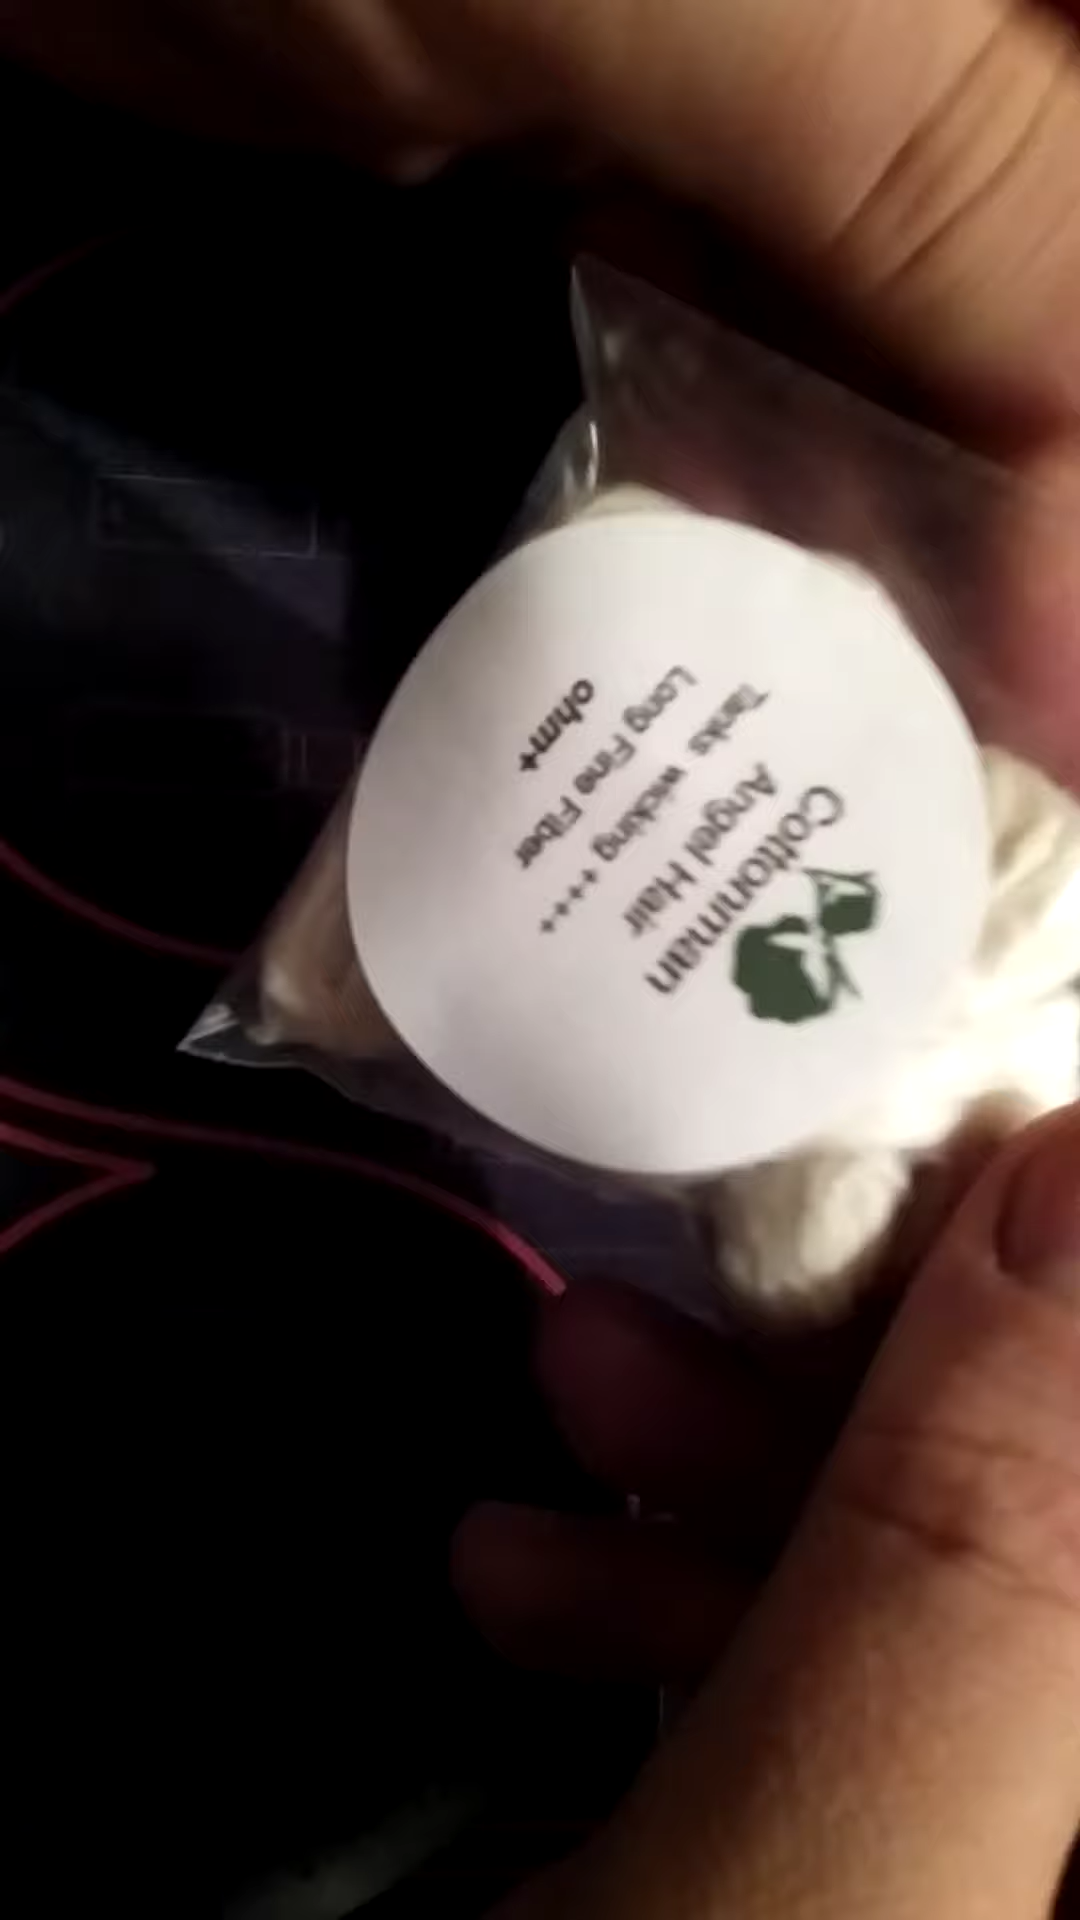 Cottonman
Angel Hair
Tanks wicking ++++
Long Fine Fiber
ohm+